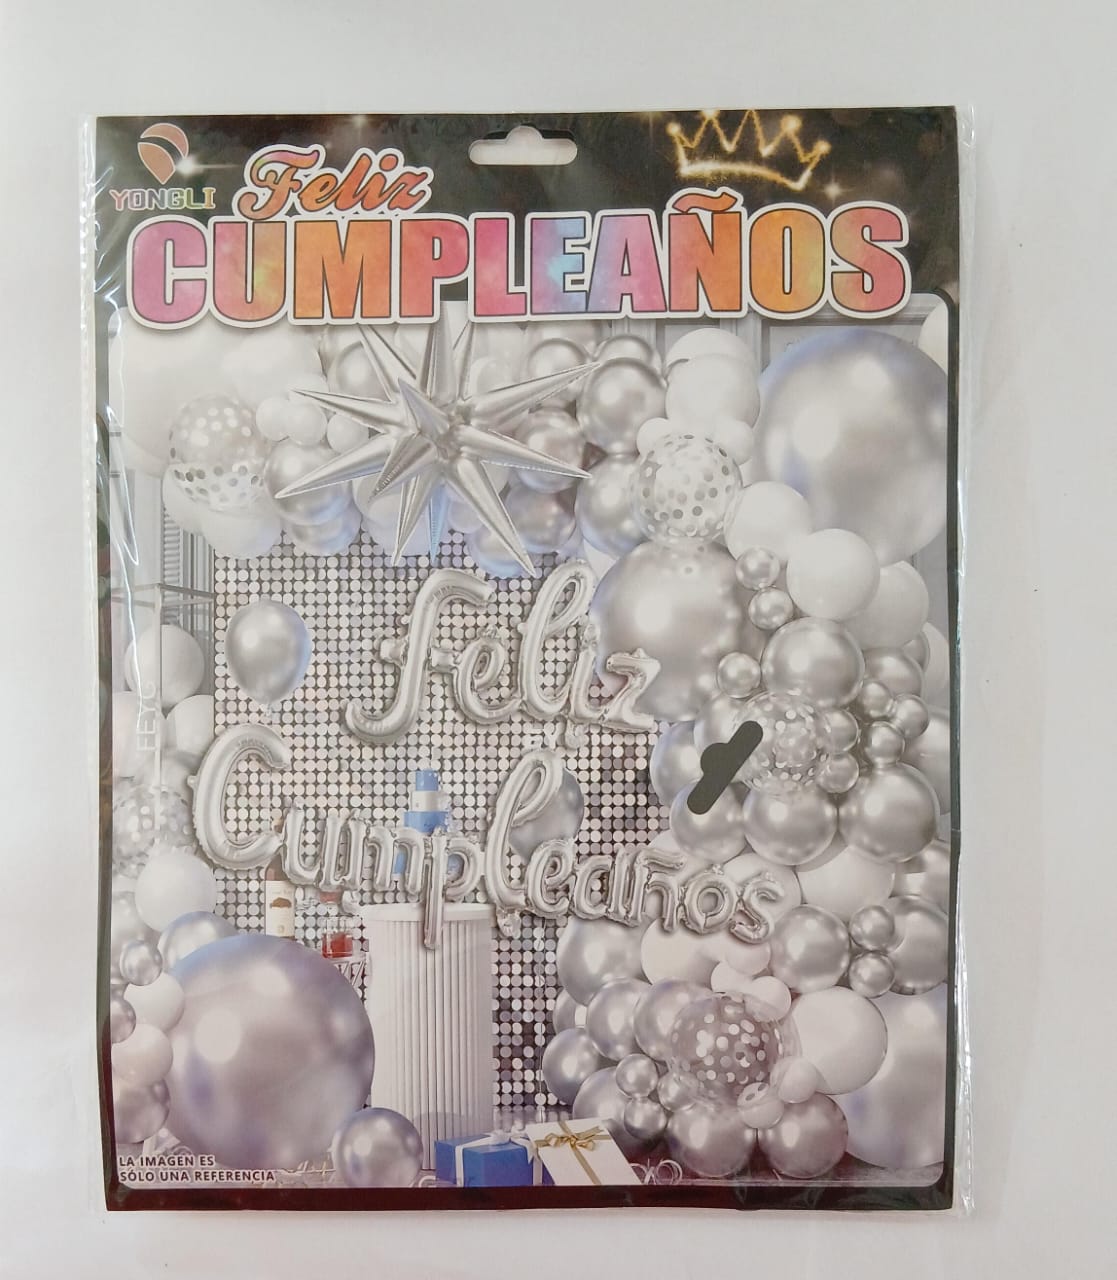 YONGLI
Feliz
CUMPLEAÑOS
Feliz
Cumpleaños
LA IMAGEN ES
SÓLO UNA REFERENCIA